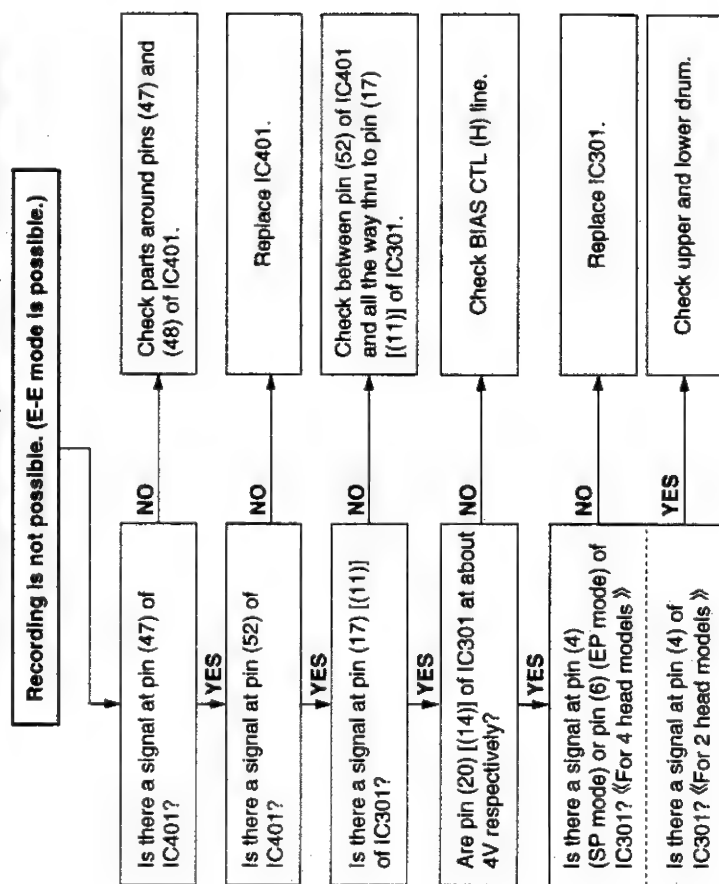 Recording is not possible. (E-E mode is possible.)
Is there a signal at pin (47) of
IC401?
NO
Check parts around pins (47) and
(48) of IC401.
YES
Is there a signal at pin (52) of
IC401?
NO
Replace IC401.
YES
Is there a signal at pin (17) [(11)]
of IC301?
NO
Check between pin (52) of IC401
and all the way thru to pin (17)
[(11)] of IC301.
YES
Are pin (20) [(14)] of IC301 at about
4V respectively?
NO
Check BIAS CTL (H) line.
YES
Is there a signal at pin (4)
(SP mode) or pin (6) (EP mode) of
IC301? 《For 4 head models》
NO
Replace IC301.
Is there a signal at pin (4) of
IC301? 《For 2 head models》
YES
Check upper and lower drum.